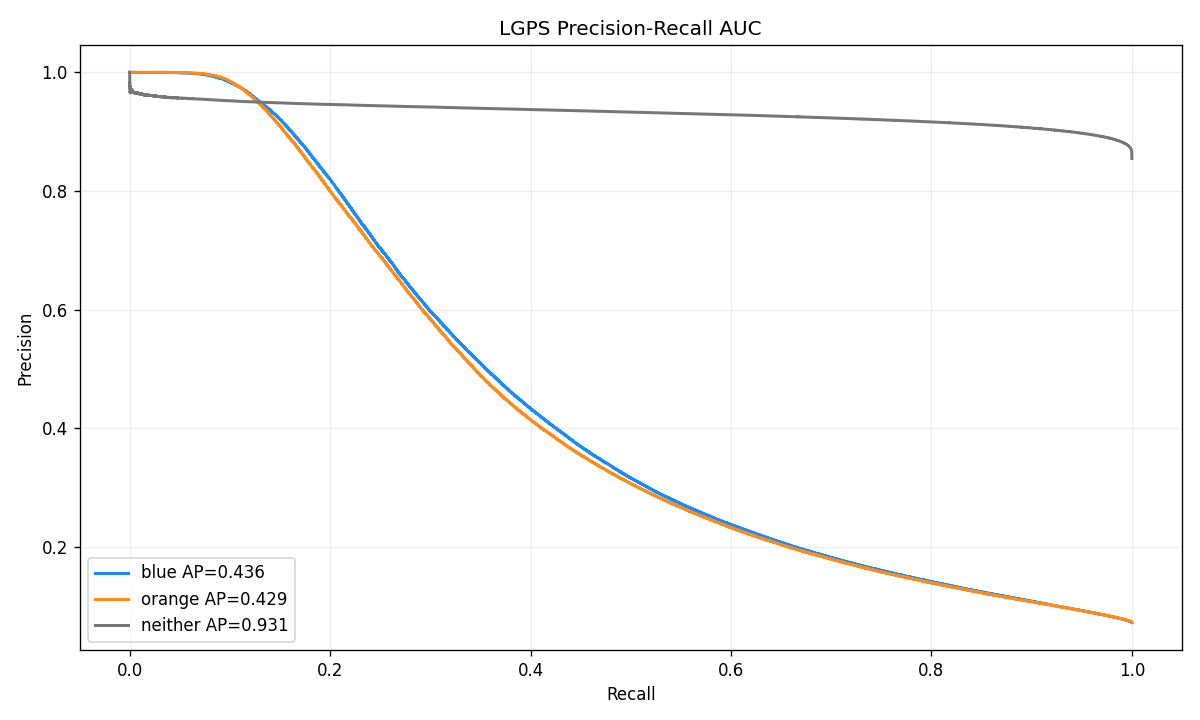 LGPS Precision-Recall AUC
Precision
1.0
0.8
0.6
0.4
0.2
blue AP=0.436
orange AP=0.429
neither AP=0.931
0.0 0.2 0.4 0.6 0.8 1.0
Recall